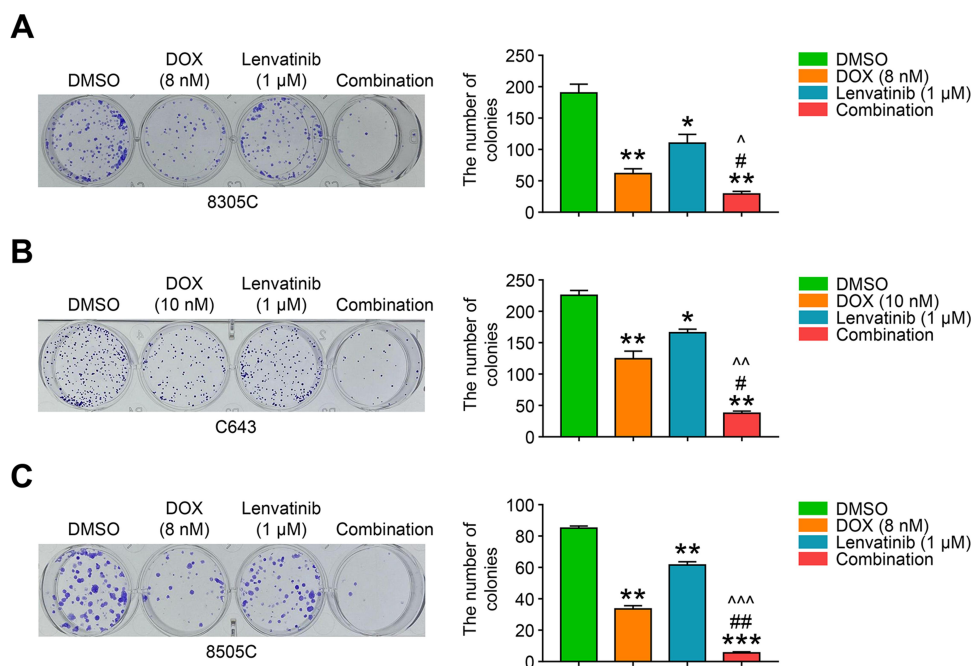 A
DMSO
DOX
(8 nM)
Lenvatinib
(1 µM)
Combination
8305C
The number of
colonies
250
200
150
100
50
0
**
*
^
#
**
DMSO
DOX (8 nM)
Lenvatinib (1 µM)
Combination
B
DMSO
DOX
(10 nM)
Lenvatinib
(1 µM)
Combination
C643
The number of
colonies
250
200
150
100
50
0
**
*
^^
#
**
DMSO
DOX (10 nM)
Lenvatinib (1 µM)
Combination
C
DMSO
DOX
(8 nM)
Lenvatinib
(1 µM)
Combination
8505C
The number of
colonies
100
80
60
40
20
0
**
**
^^^
##
***
DMSO
DOX (8 nM)
Lenvatinib (1 µM)
Combination